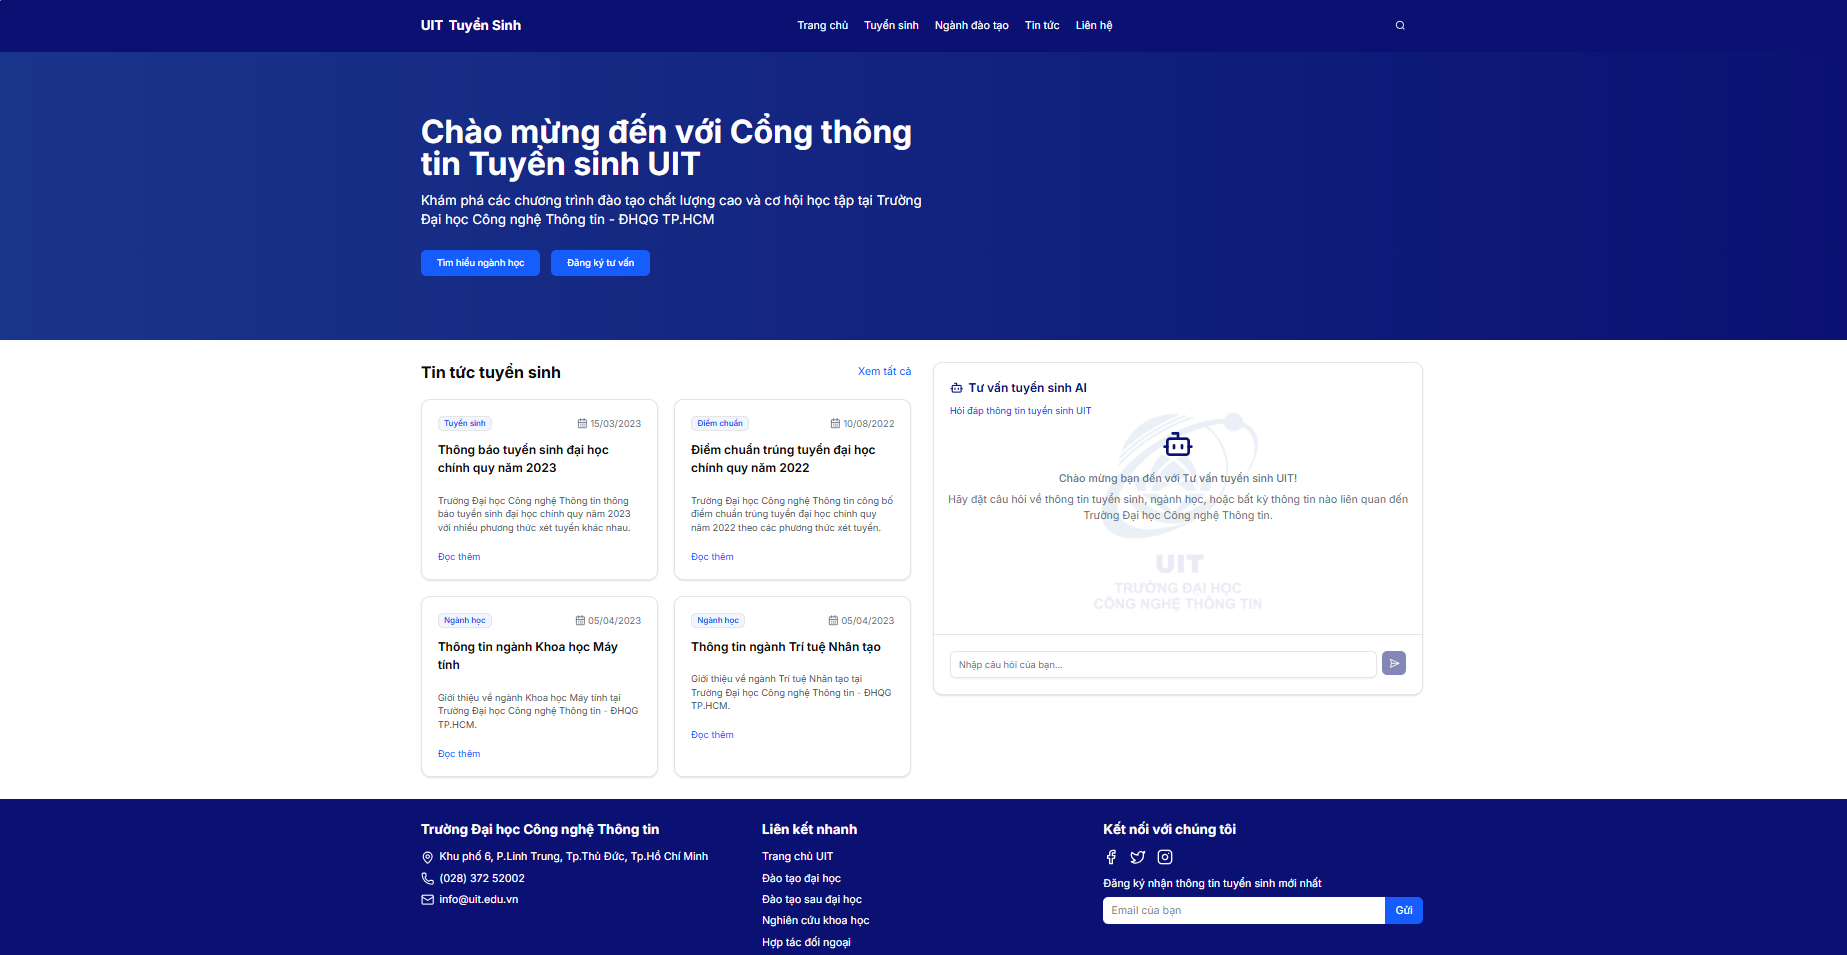 UIT Tuyển Sinh
Trang chủ
Tuyển sinh
Ngành đào tạo
Tin tức
Liên hệ
Chào mừng đến với Cổng thông
tin Tuyển sinh UIT
Khám phá các chương trình đào tạo chất lượng cao và cơ hội học tập tại Trường
Đại học Công nghệ Thông tin - ĐHQG TP.HCM
Tìm hiểu ngành học
Đăng ký tư vấn
Tin tức tuyển sinh
Xem tất cả
Tuyển sinh
15/03/2023
Thông báo tuyển sinh đại học
chính quy năm 2023
Trường Đại học Công nghệ Thông tin thông
báo tuyển sinh đại học chính quy năm 2023
với nhiều phương thức xét tuyển khác nhau.
Đọc thêm
Điểm chuẩn
10/08/2022
Điểm chuẩn trúng tuyển đại học
chính quy năm 2022
Trường Đại học Công nghệ Thông tin công bố
điểm chuẩn trúng tuyển đại học chính quy
năm 2022 theo các phương thức xét tuyển.
Đọc thêm
Ngành học
05/04/2023
Thông tin ngành Khoa học Máy
tính
Giới thiệu về ngành Khoa học Máy tính tại
Trường Đại học Công nghệ Thông tin - ĐHQG
TP.HCM.
Đọc thêm
Ngành học
05/04/2023
Thông tin ngành Trí tuệ Nhân tạo
Giới thiệu về ngành Trí tuệ Nhân tạo tại
Trường Đại học Công nghệ Thông tin - ĐHQG
TP.HCM.
Đọc thêm
Tư vấn tuyển sinh AI
Hỏi đáp thông tin tuyển sinh UIT
Chào mừng bạn đến với Tư vấn tuyển sinh UIT!
Hãy đặt câu hỏi về thông tin tuyển sinh, ngành học, hoặc bất kỳ thông tin nào liên quan đến
Trường Đại học Công nghệ Thông tin.
UIT
TRƯỜNG ĐẠI HỌC
CÔNG NGHỆ THÔNG TIN
Nhập câu hỏi của bạn...
Trường Đại học Công nghệ Thông tin
Khu phố 6, P.Linh Trung, Tp.Thủ Đức, Tp.Hồ Chí Minh
(028) 372 52002
info@uit.edu.vn
Liên kết nhanh
Trang chủ UIT
Đào tạo đại học
Đào tạo sau đại học
Nghiên cứu khoa học
Hợp tác đối ngoại
Kết nối với chúng tôi
Đăng ký nhận thông tin tuyển sinh mới nhất
Email của bạn
Gửi